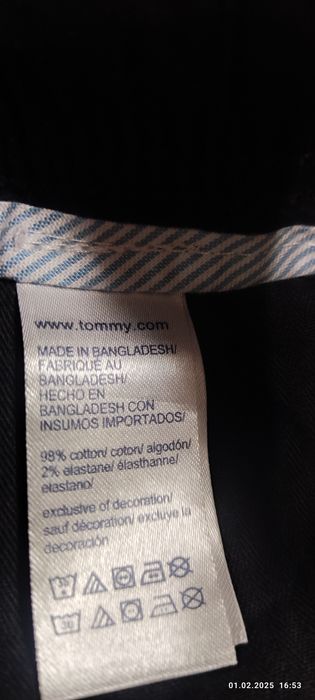 www.tommy.com
MADE IN BANGLADESH/
FABRIQUÉ AU
BANGLADESH/
HECHO EN
BANGLADESH CON
INSUMOS IMPORTADOS/
98% cotton/ coton/ algodón/
2% elastane/ élasthanne/
elastano/
exclusive of decoration/
sauf décoration/ excluye la
decoración
01.02.2025 16:53